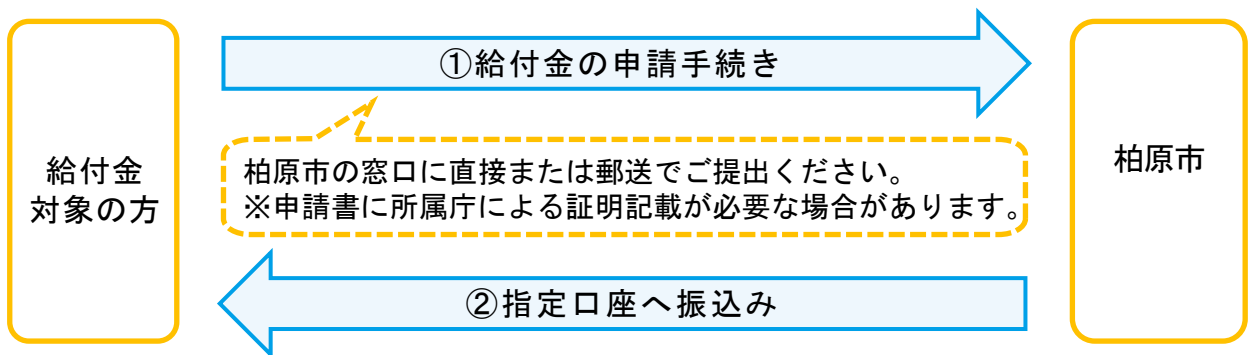 ①給付金の申請手続き
給付金
対象の方
柏原市の窓口に直接または郵送でご提出ください。
※申請書に所属庁による証明記載が必要な場合があります。
柏原市
②指定口座へ振込み